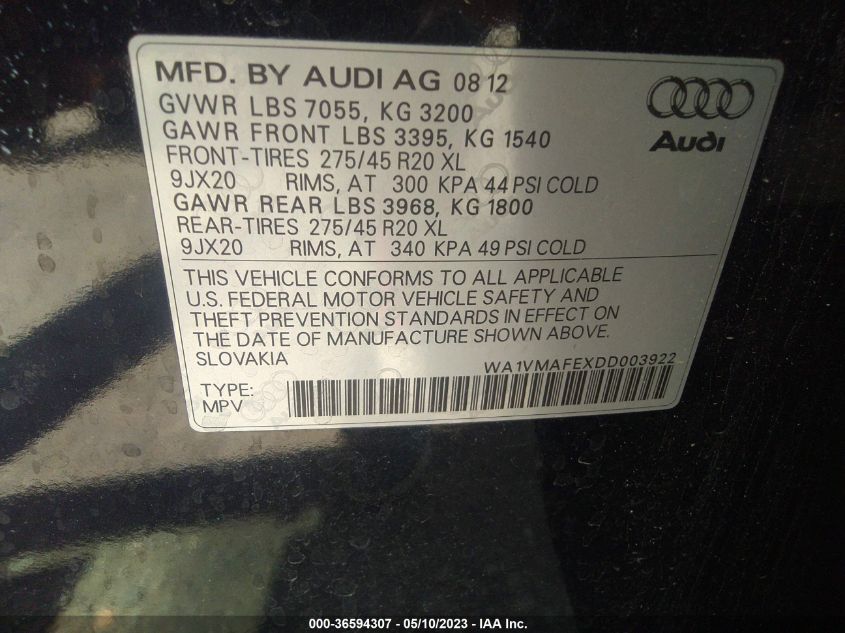 MFD. BY AUDI AG 08 12
GVWR LBS 7055, KG 3200
GAWR FRONT LBS 3395, KG 1540
FRONT-TIRES 275/45 R20 XL
9JX20 RIMS, AT 300 KPA 44 PSI COLD
GAWR REAR LBS 3968, KG 1800
REAR-TIRES 275/45 R20 XL
9JX20 RIMS, AT 340 KPA 49 PSI COLD
Audi
THIS VEHICLE CONFORMS TO ALL APPLICABLE
U.S. FEDERAL MOTOR VEHICLE SAFETY AND
THEFT PREVENTION STANDARDS IN EFFECT ON
THE DATE OF MANUFACTURE SHOWN ABOVE.
SLOVAKIA WA1VMAFEXDD003922
TYPE:
MPV
000-36594307 - 05/10/2023 - IAA Inc.